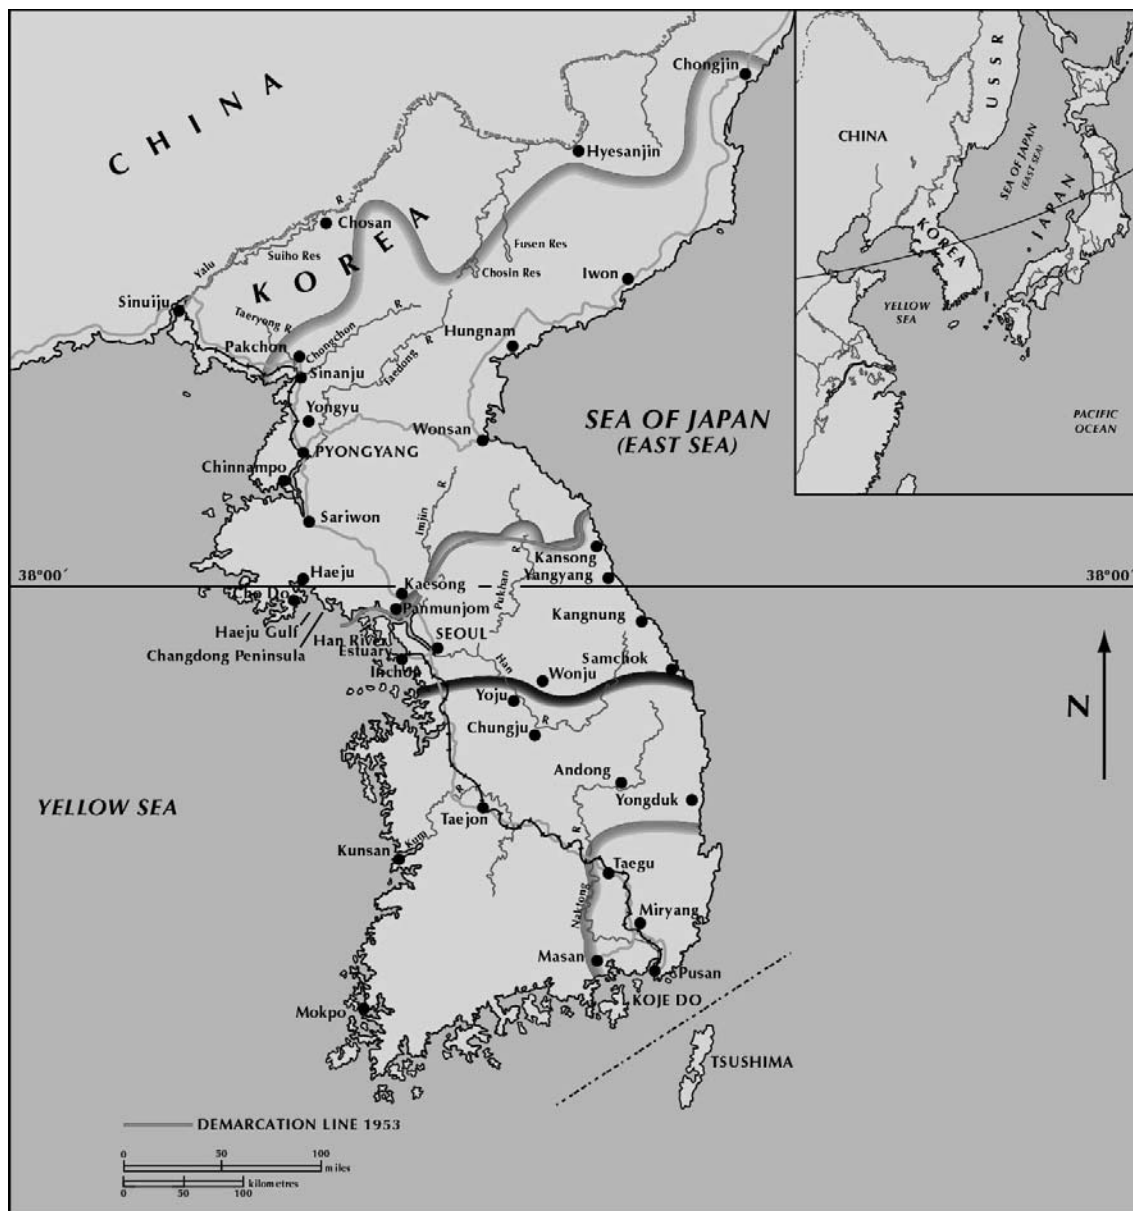 CHINA
KOREA
Chongjin
Hyesanjin
R
Chosan
Suiho Res
Fusen Res
Chosin Res
Iwon
Yalu
Sinuiju
Taeryong R
Chongchon
R
Pakchon
Hungnam
Sinanju
Taedong
R
Yongyu
Wonsan
SEA OF JAPAN
(EAST SEA)
PYONGYANG
Chinnampo
Imjin
R
Sariwon
Kansong
Yangyang
R
Pukhan
38°00′
38°00′
Haeju
Kaesong
Cho Do
Panmunjom
Kangnung
Haeju Gulf
Han River
Estuary
SEOUL
Changdong Peninsula
Han
Samchok
Inchon
Wonju
Yoju
R
Chungju
N
Andong
Yongduk
YELLOW SEA
R
Taejon
R
Kum
Kunsan
Taegu
Naktong
Miryang
Masan
Pusan
KOJE DO
Mokpo
TSUSHIMA
DEMARCATION LINE 1953
0 50 100
miles
kilometres
0 50 100
USSR
CHINA
SEA OF JAPAN
(EAST SEA)
JAPAN
KOREA
YELLOW
SEA
PACIFIC
OCEAN